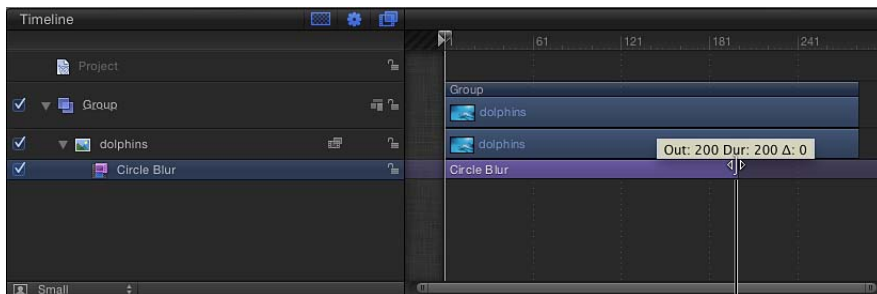 Timeline
1 61 121 181 241
Project
Group
Group
dolphins
dolphins
dolphins
Out: 200 Dur: 200 Δ: 0
Circle Blur
Circle Blur
Small